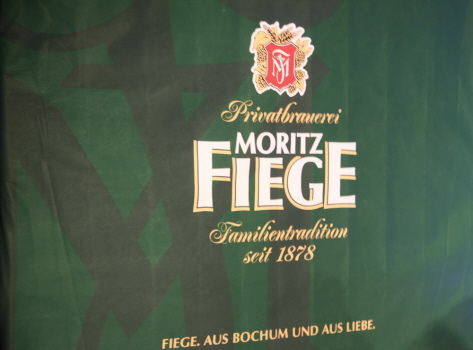 Privatbrauerei
MORITZ
FIEGE
Familientradition
seit 1878
FIEGE. AUS BOCHUM UND AUS LIEBE.